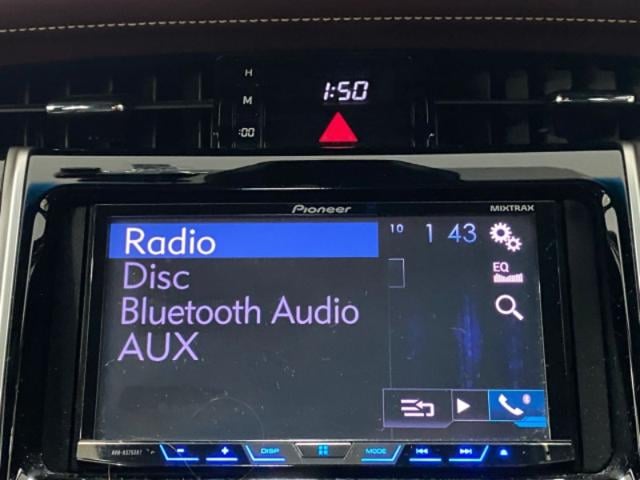 H
1:50
M
:00
Pioneer
MIXTRAX
Radio
10 1 43
Disc
EQ
Bluetooth Audio
AUX
DISP
MODE